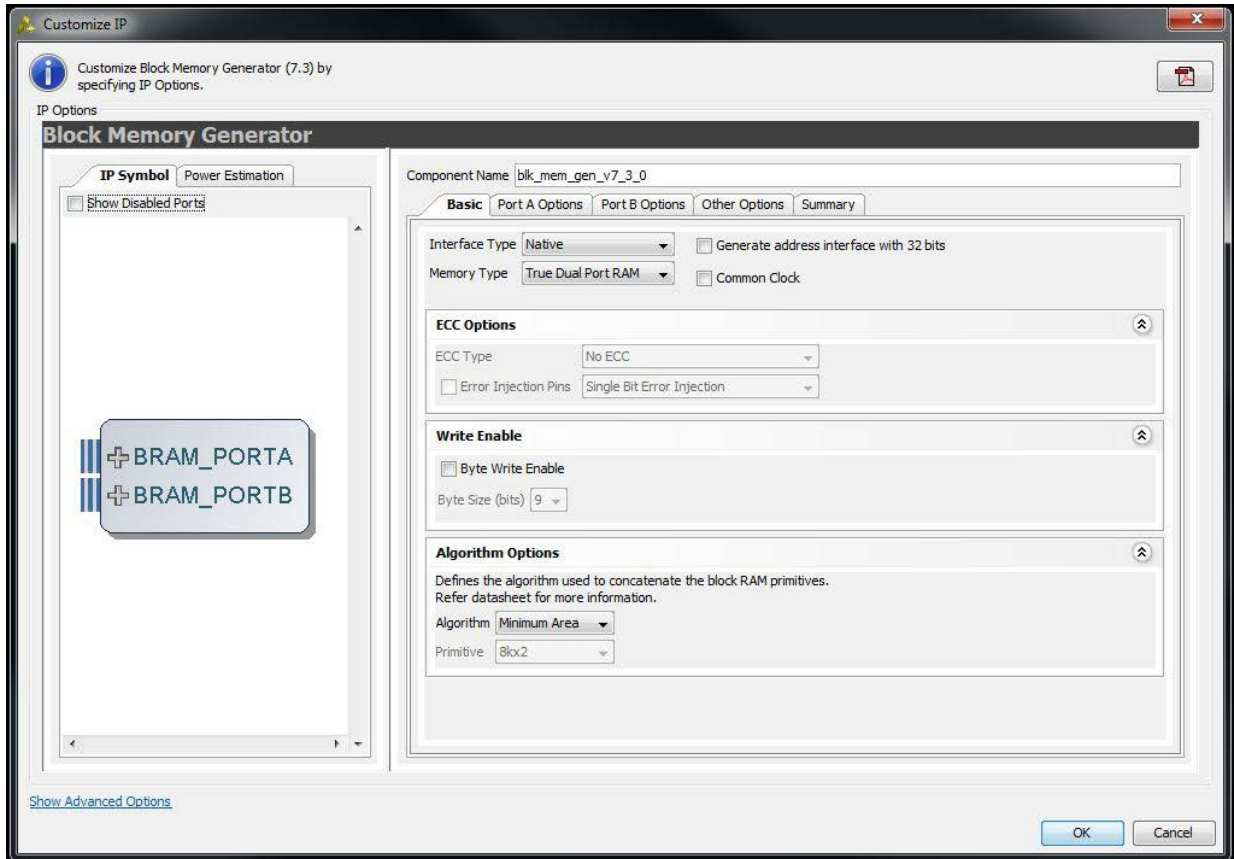 Customize IP
Customize Block Memory Generator (7.3) by
specifying IP Options.
IP Options
Block Memory Generator
IP Symbol Power Estimation
Show Disabled Ports
BRAM_PORTA
BRAM_PORTB
Component Name blk_mem_gen_v7_3_0
Basic Port A Options Port B Options Other Options Summary
Interface Type Native Generate address interface with 32 bits
Memory Type True Dual Port RAM Common Clock
ECC Options
ECC Type No ECC
Error Injection Pins Single Bit Error Injection
Write Enable
Byte Write Enable
Byte Size (bits) 9
Algorithm Options
Defines the algorithm used to concatenate the block RAM primitives.
Refer datasheet for more information.
Algorithm Minimum Area
Primitive 8kx2
Show Advanced Options
OK Cancel